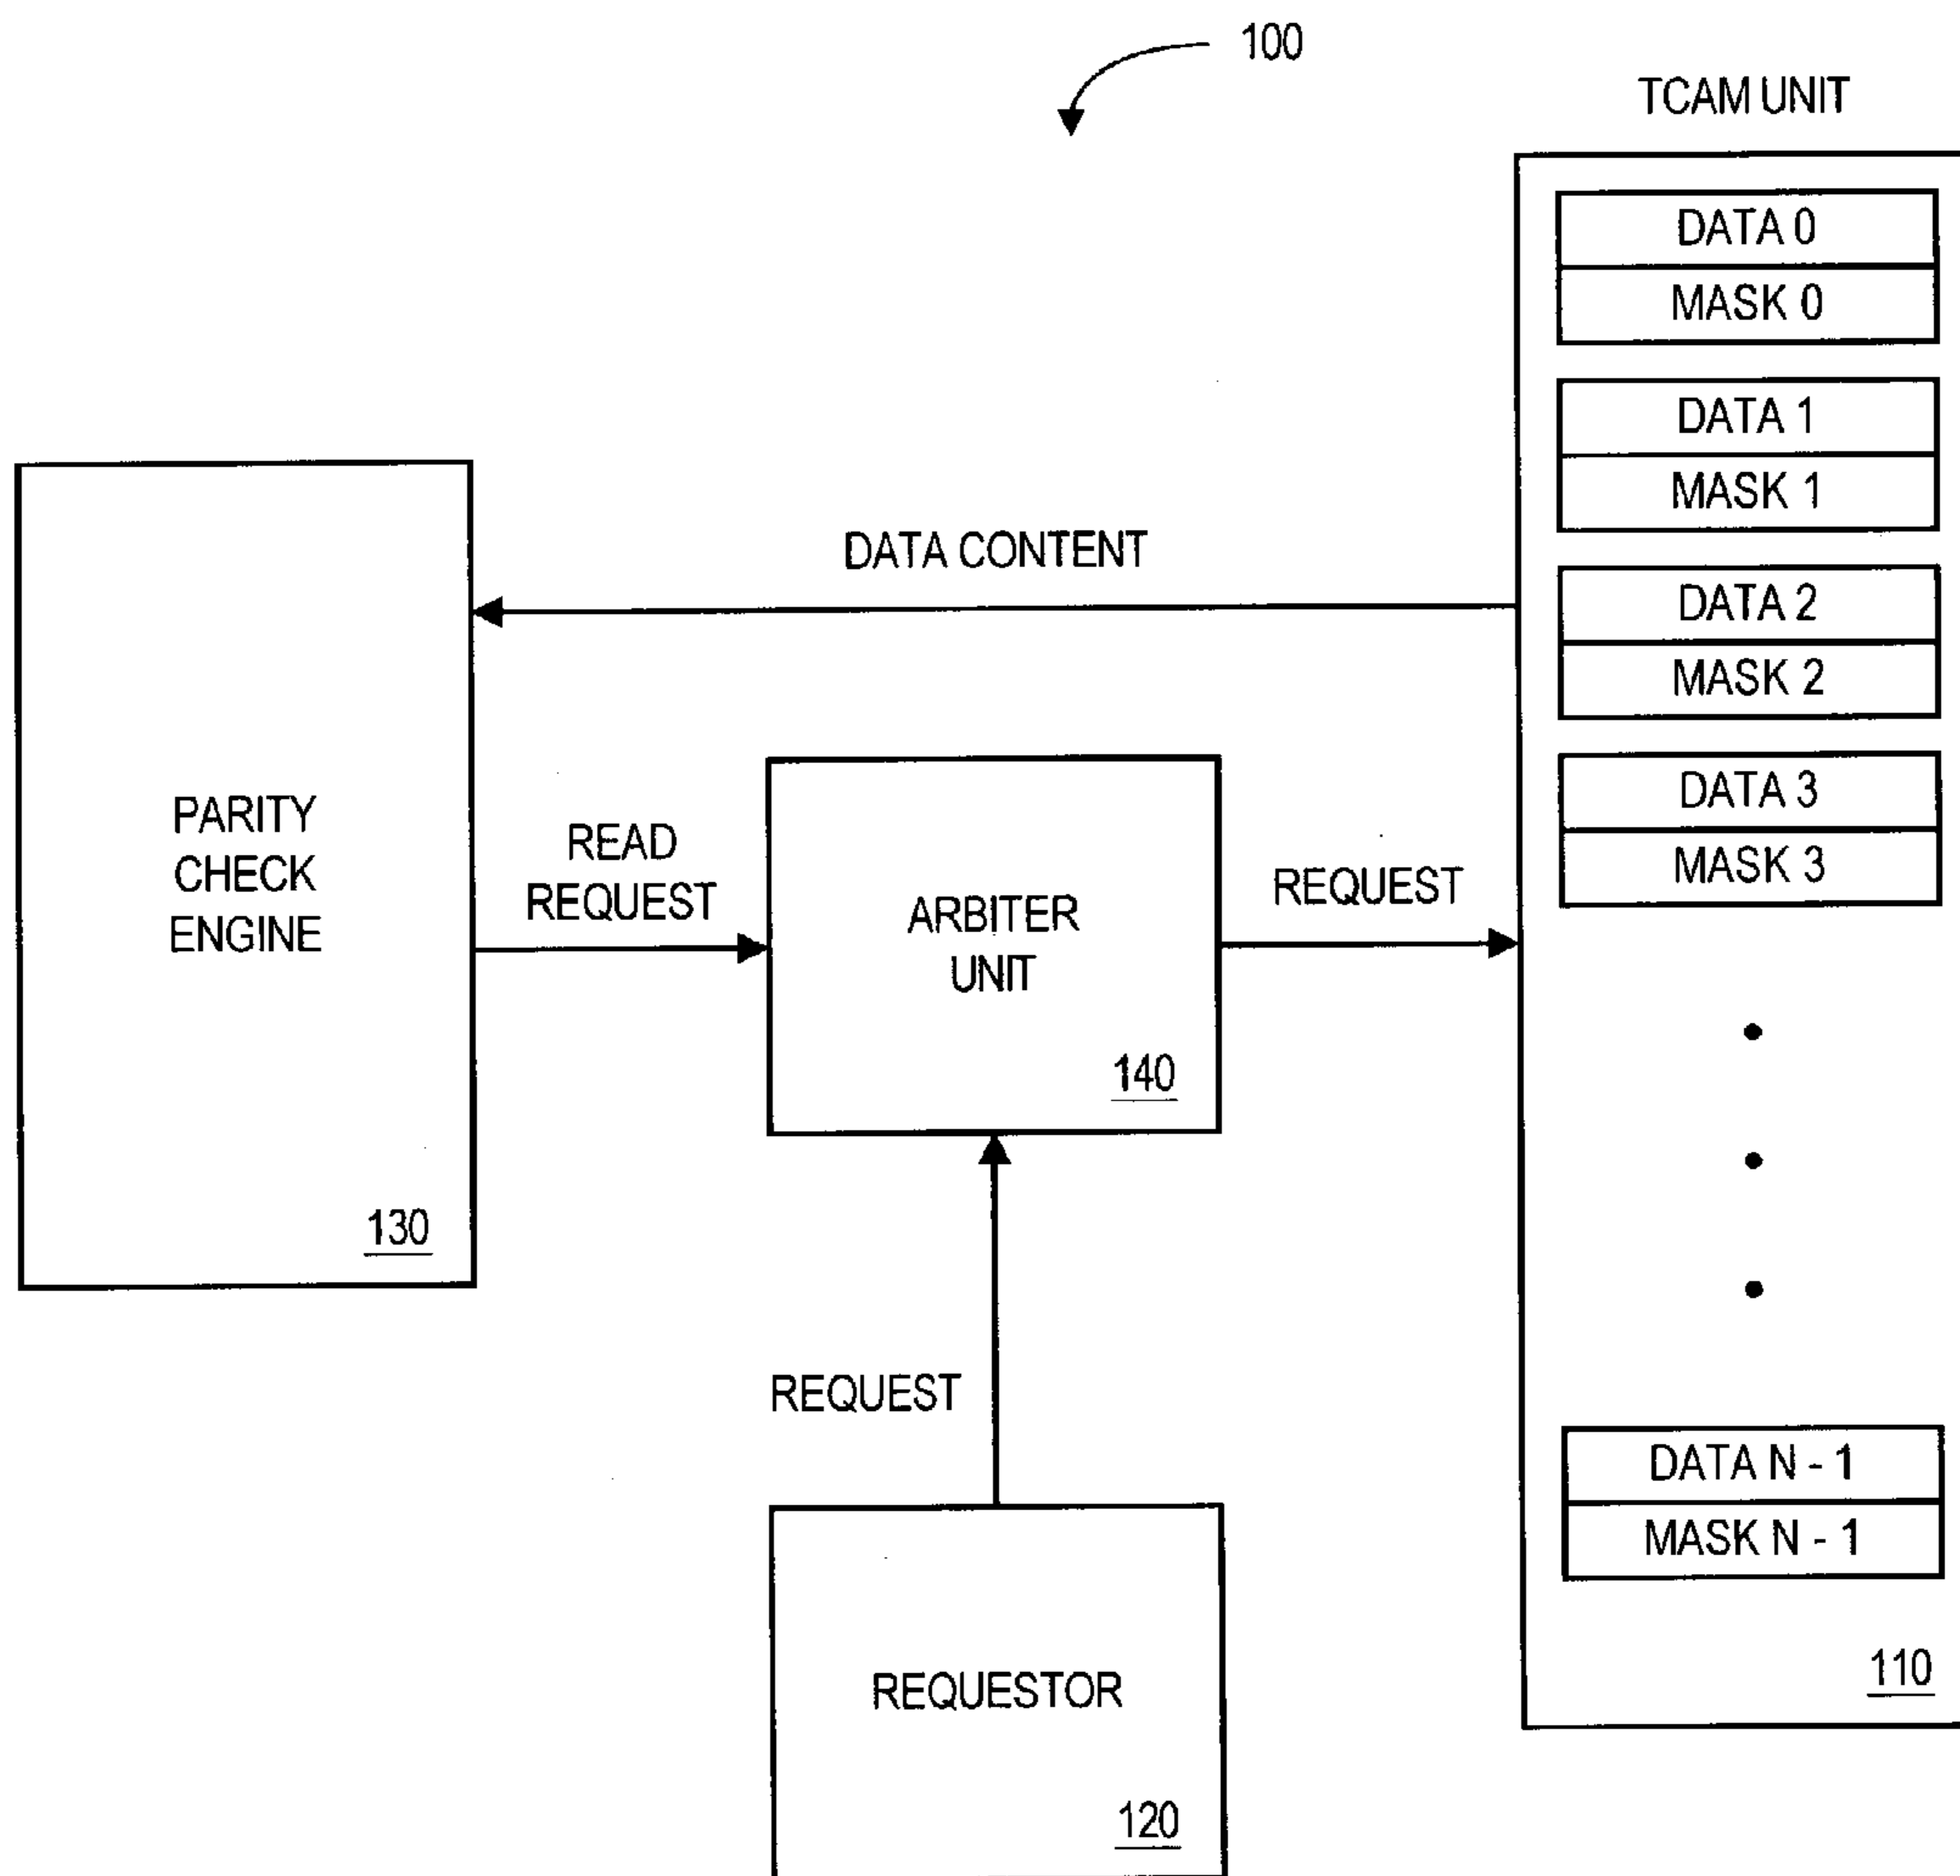 100
TCAM UNIT
DATA 0
MASK 0
DATA 1
MASK 1
DATA CONTENT
DATA 2
MASK 2
DATA 3
MASK 3
PARITY
CHECK
ENGINE
130
READ
REQUEST
ARBITER
UNIT
140
REQUEST
REQUEST
DATA N - 1
MASK N - 1
110
REQUESTOR
120